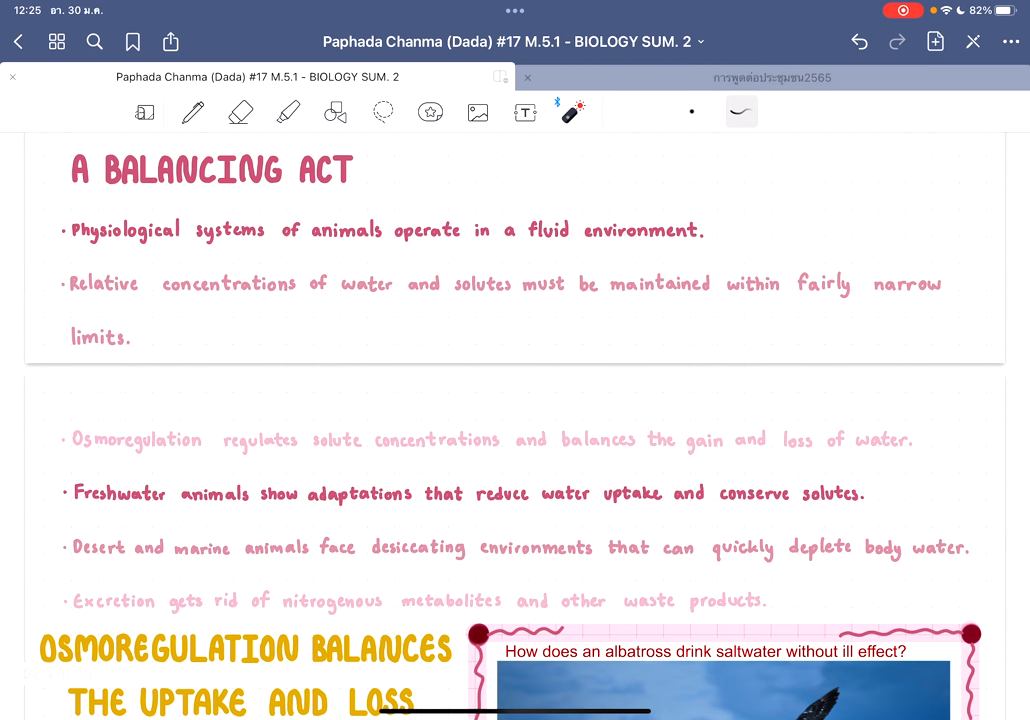 12:25 อา. 30 ม.ค.
82%
Paphada Chanma (Dada) #17 M.5.1 - BIOLOGY SUM. 2
Paphada Chanma (Dada) #17 M.5.1 - BIOLOGY SUM. 2
การพูดต่อประชุมชน2565
T
A BALANCING ACT
· Physiological systems of animals operate in a fluid environment.
· Relative concentrations of water and solutes must be maintained within fairly narrow
limits.
· Osmoregulation regulates solute concentrations and balances the gain and loss of water.
· Freshwater animals show adaptations that reduce water uptake and conserve solutes.
· Desert and marine animals face desiccating environments that can quickly deplete body water.
· Excretion gets rid of nitrogenous metabolites and other waste products.
OSMOREGULATION BALANCES
THE UPTAKE AND LOSS
How does an albatross drink saltwater without ill effect?